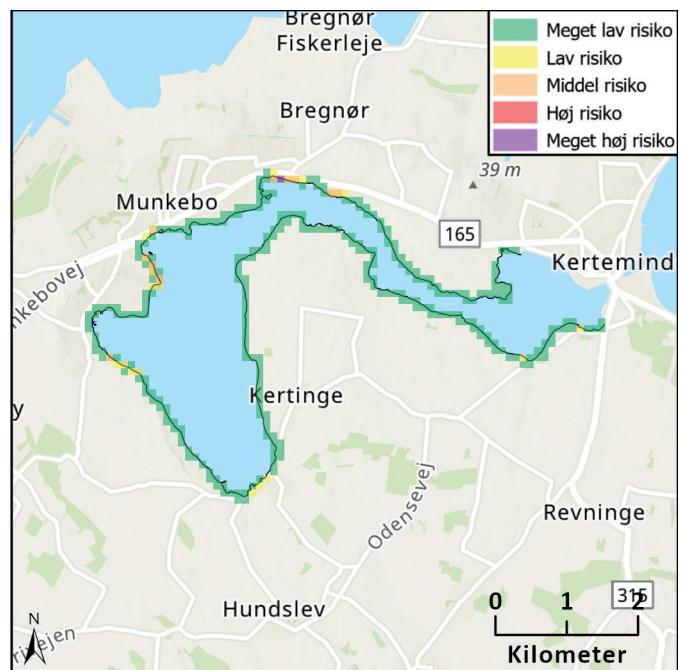 Bregnør
Fiskerleje
Meget lav risiko
Lav risiko
Middel risiko
Høj risiko
Meget høj risiko
Bregnør
39 m
Munkebo
165
Kertemind
nkebovej
Kertinge
y
Odensevej
Revninge
Hundslev
315
0 1 2
Kilometer
N
rivejen